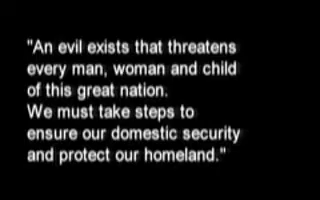 "An evil exists that threatens
every man, woman and child
of this great nation.
We must take steps to
ensure our domestic security
and protect our homeland."